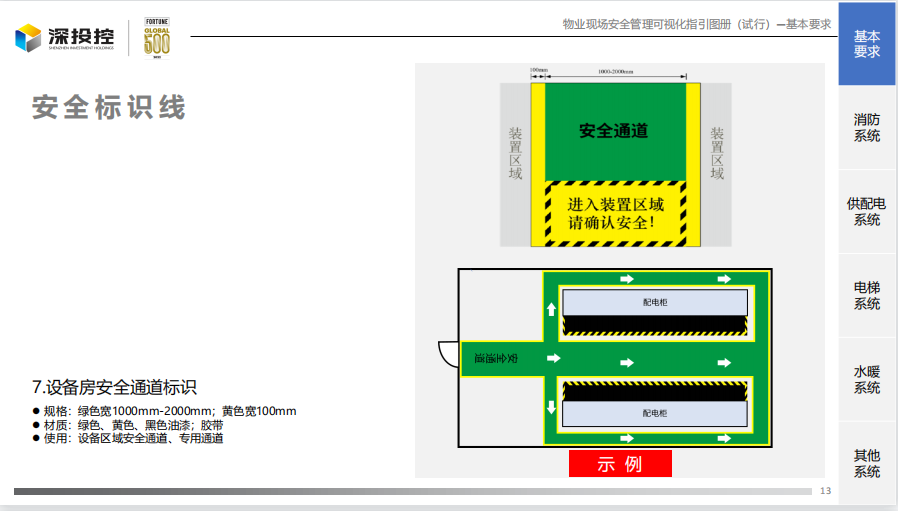 深投控
SHENZHEN INVESTMENT HOLDINGS
FORTUNE
GLOBAL
500
物业现场安全管理可视化指引图册（试行）—基本要求
安全标识线
100mm
1000-2000mm
装置区域
安全通道
装置区域
进入装置区域
请确认安全！
配电柜
安全通道
配电柜
示 例
7.设备房安全通道标识
● 规格：绿色宽1000mm-2000mm；黄色宽100mm
● 材质：绿色、黄色、黑色油漆；胶带
● 使用：设备区域安全通道、专用通道
13
基本
要求
消防
系统
供配电
系统
电梯
系统
水暖
系统
其他
系统